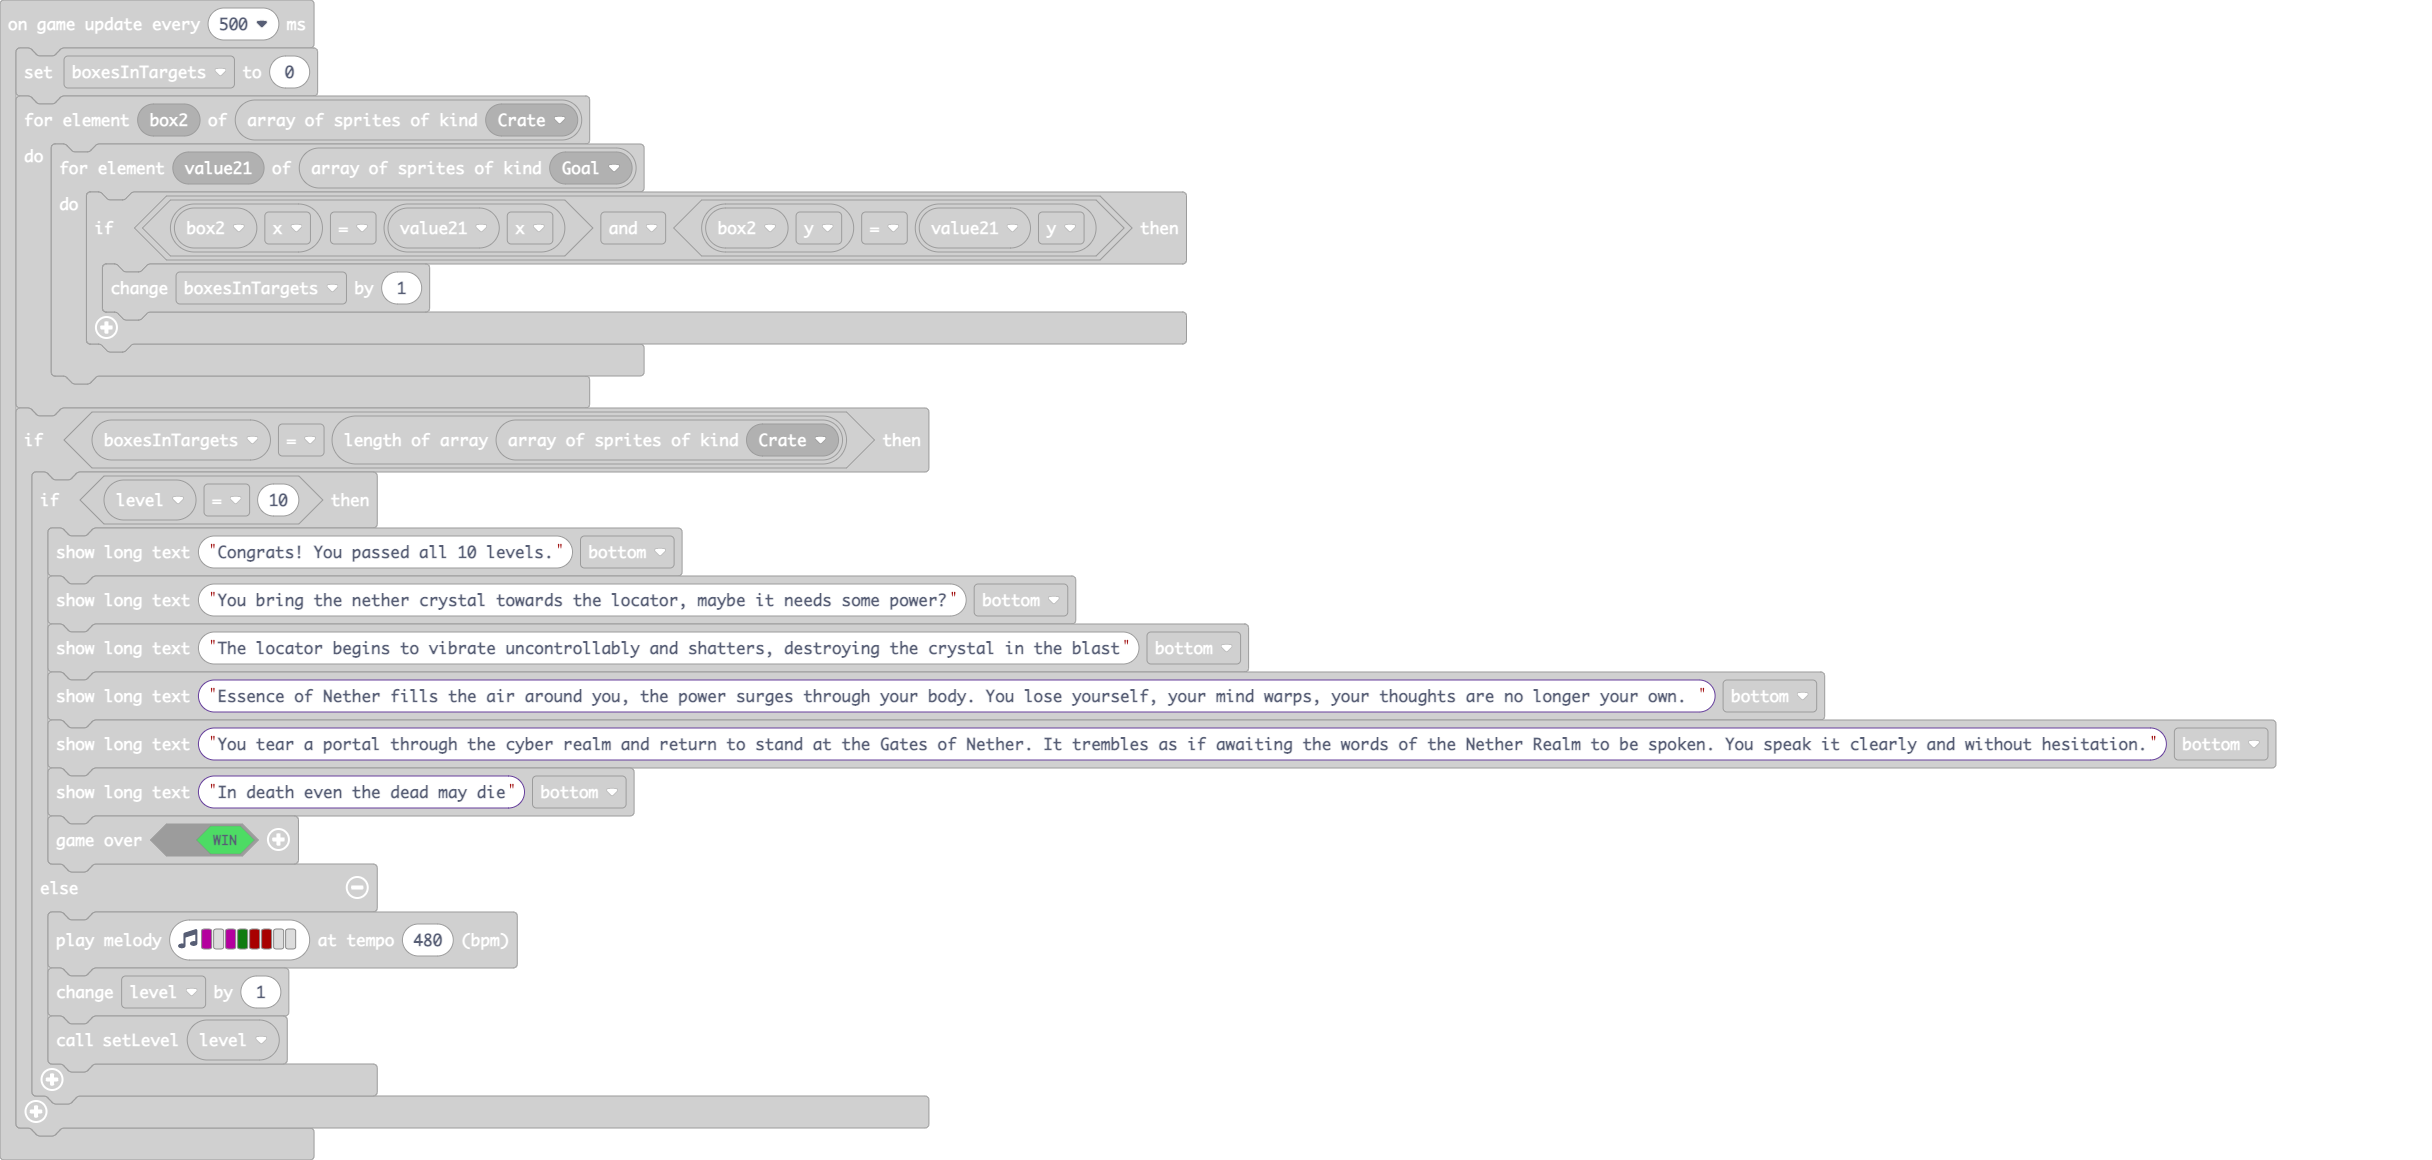 on game update every 500 ms
set boxesInTargets to 0
for element box2 of array of sprites of kind Crate
do
for element value21 of array of sprites of kind Goal
do
if box2 x = value21 x and box2 y = value21 y then
change boxesInTargets by 1
if boxesInTargets = length of array array of sprites of kind Crate then
if level = 10 then
show long text "Congrats! You passed all 10 levels." bottom
show long text "You bring the nether crystal towards the locator, maybe it needs some power?" bottom
show long text "The locator begins to vibrate uncontrollably and shatters, destroying the crystal in the blast" bottom
show long text "Essence of Nether fills the air around you, the power surges through your body. You lose yourself, your mind warps, your thoughts are no longer your own. " bottom
show long text "You tear a portal through the cyber realm and return to stand at the Gates of Nether. It trembles as if awaiting the words of the Nether Realm to be spoken. You speak it clearly and without hesitation." bottom
show long text "In death even the dead may die" bottom
game over WIN
else
play melody at tempo 480 (bpm)
change level by 1
call setLevel level